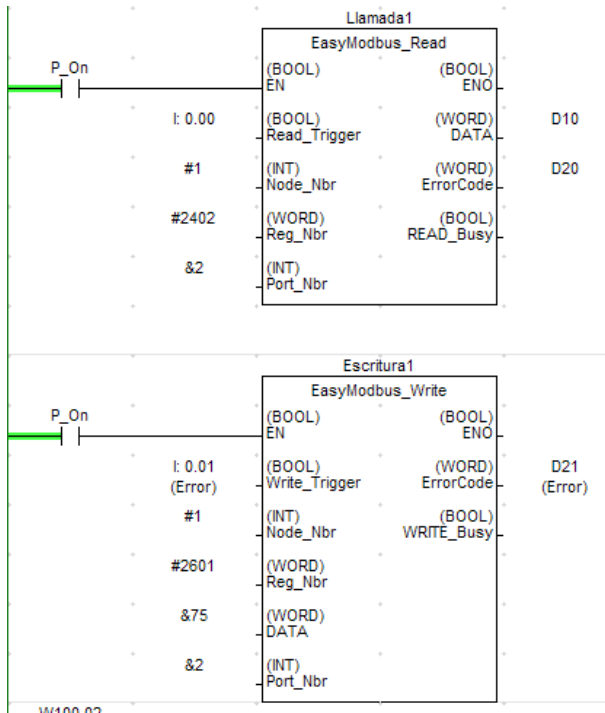 Llamada1
EasyModbus_Read
P_On
(BOOL) (BOOL)
EN ENO
I: 0.00 (BOOL) (WORD) D10
Read_Trigger DATA
#1 (INT) (WORD) D20
Node_Nbr ErrorCode
#2402 (WORD) (BOOL)
Reg_Nbr READ_Busy
&2 (INT)
Port_Nbr
Escritura1
EasyModbus_Write
P_On
(BOOL) (BOOL)
EN ENO
I: 0.01 (BOOL) (WORD) D21
(Error) Write_Trigger ErrorCode (Error)
#1 (INT) (BOOL)
Node_Nbr WRITE_Busy
#2601 (WORD)
Reg_Nbr
&75 (WORD)
DATA
&2 (INT)
Port_Nbr